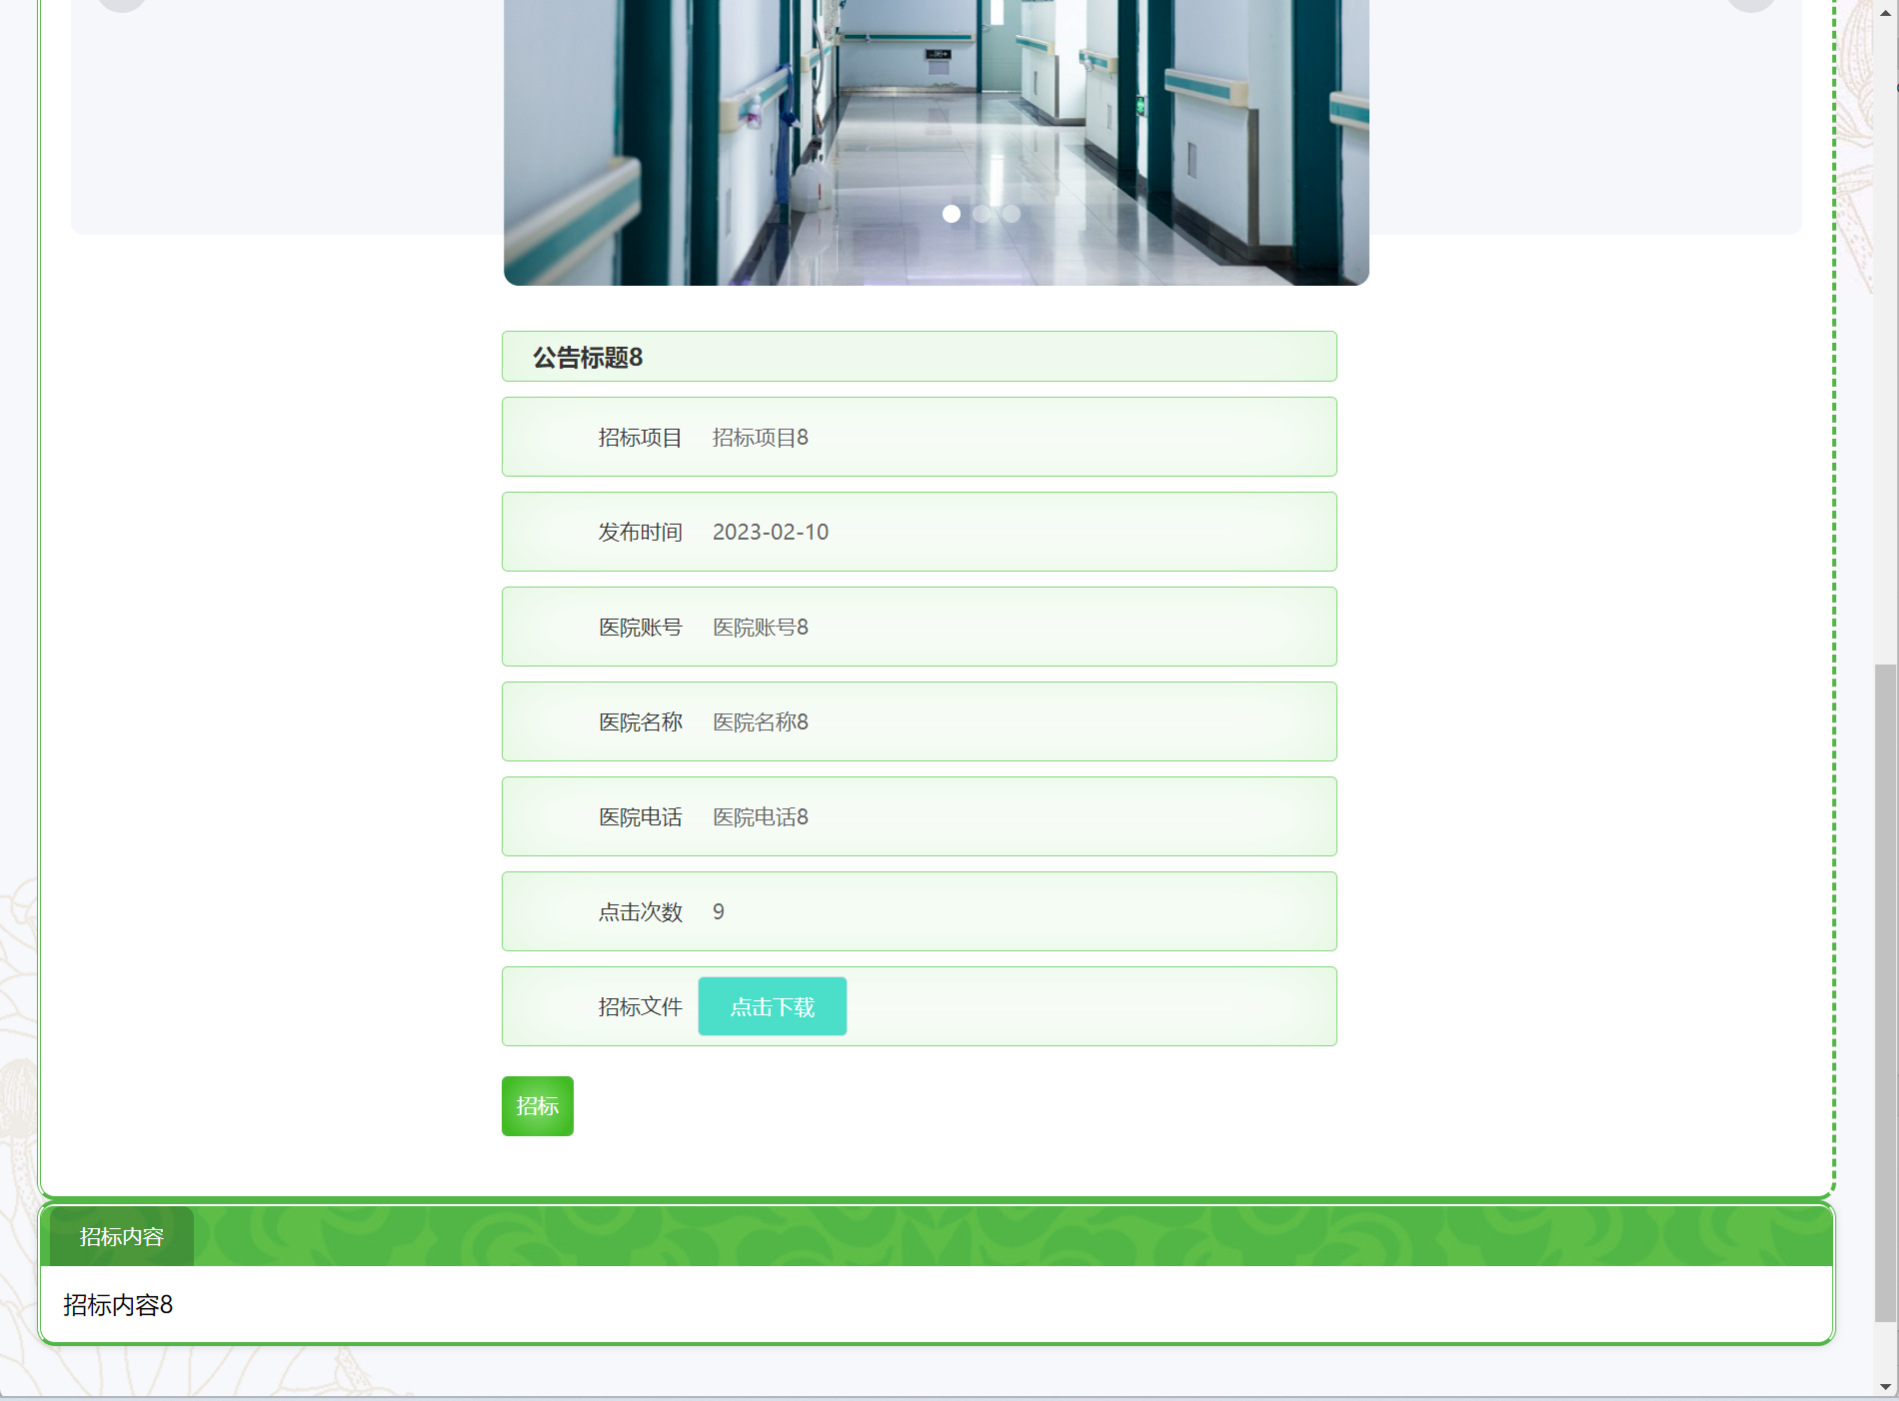 公告标题8
招标项目 招标项目8
发布时间 2023-02-10
医院账号 医院账号8
医院名称 医院名称8
医院电话 医院电话8
点击次数 9
招标文件 点击下载
招标
招标内容
招标内容8